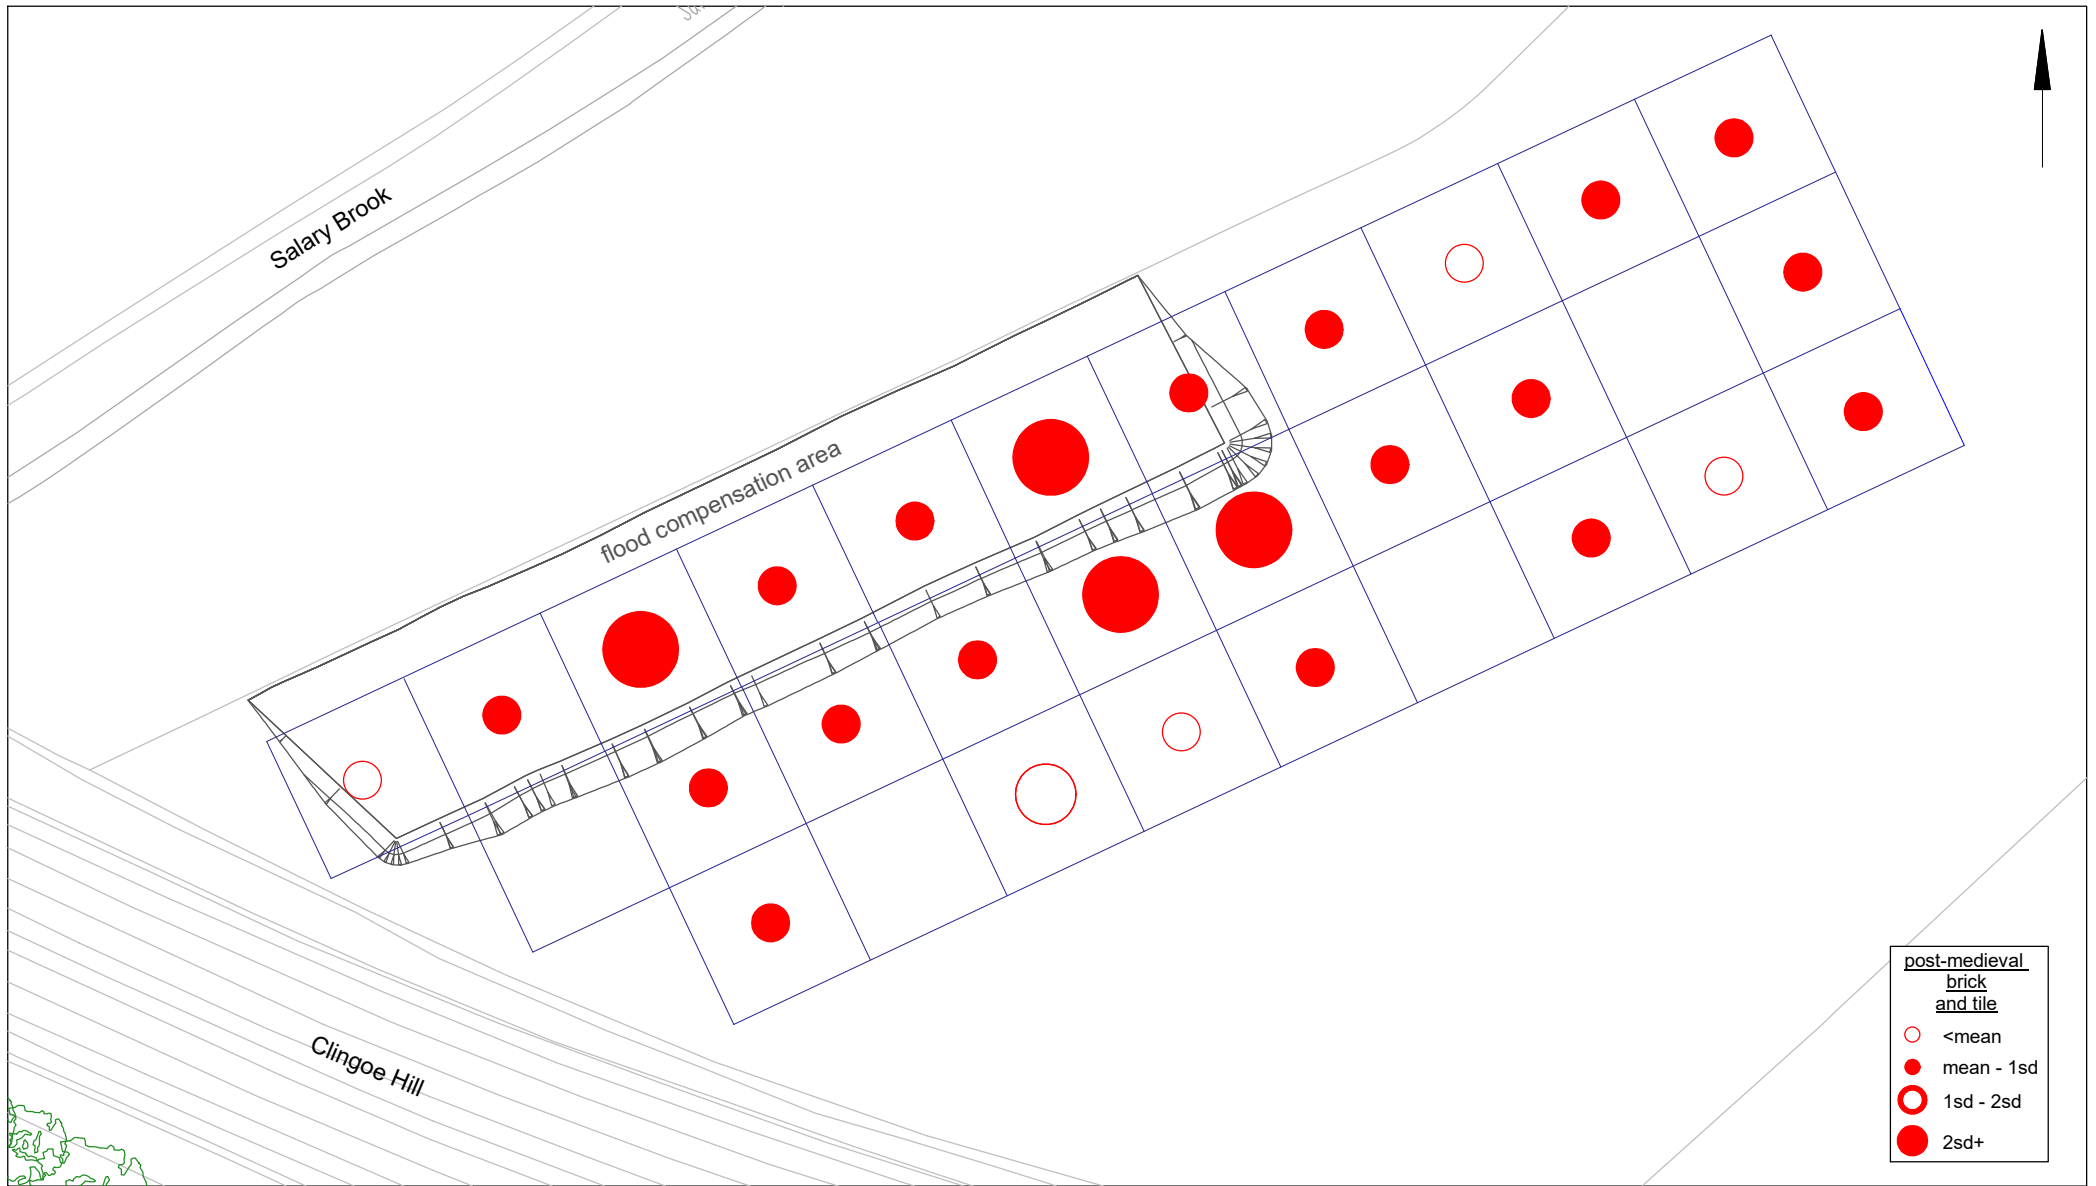 Salary Brook
flood compensation area
Clingoe Hill
post-medieval
brick
and tile
<mean
mean - 1sd
1sd - 2sd
2sd+